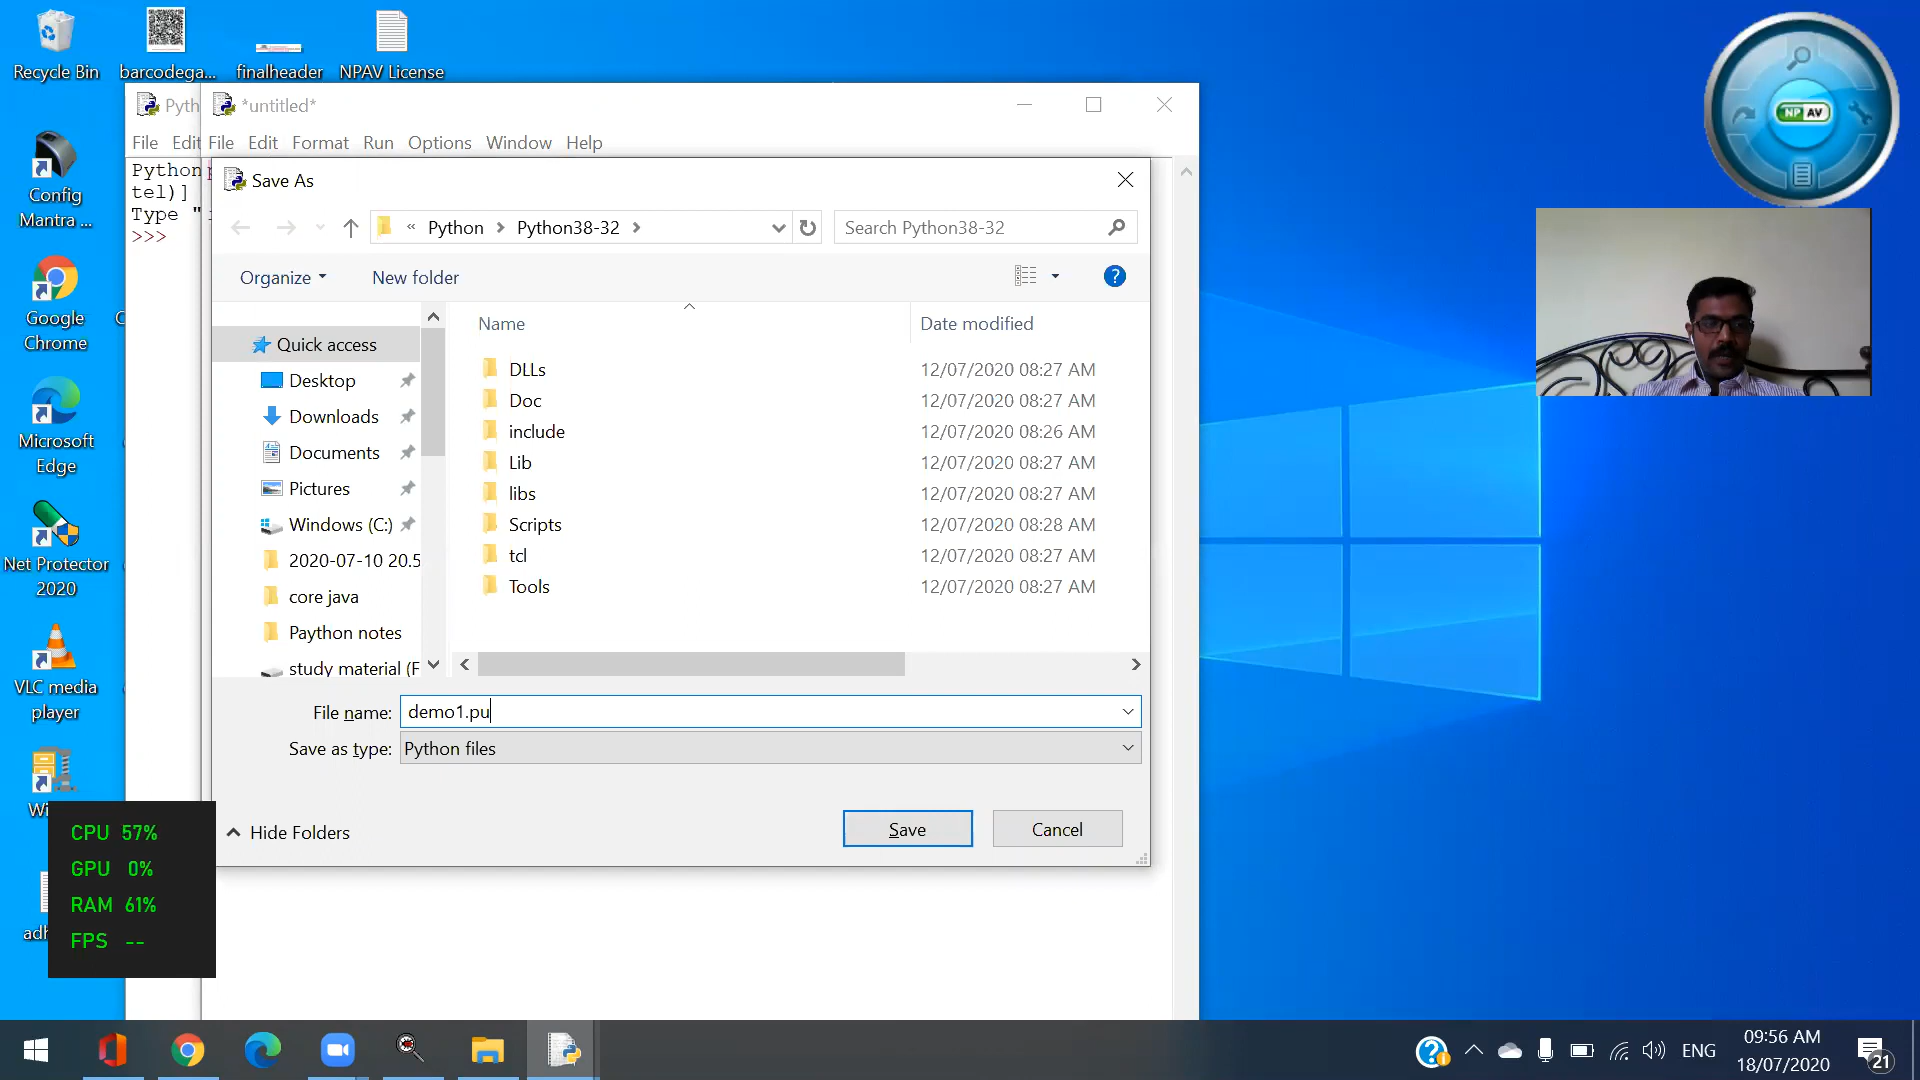 Recycle Bin
barcodega...
finalheader
NPAV License
Config
Mantra ...
Google
Chrome
Microsoft
Edge
Net Protector
2020
VLC media
player
Wi
adh
CPU 57%
GPU 0%
RAM 61%
FPS --
Pyth
File Edit
Python
tel)]
Type "
>>>
*untitled*
File Edit Format Run Options Window Help
Save As
« Python > Python38-32 >
Search Python38-32
Organize
New folder
?
Quick access
Desktop
Downloads
Documents
Pictures
Windows (C:)
2020-07-10 20.5
core java
Paython notes
study material (F
Name Date modified
DLLs 12/07/2020 08:27 AM
Doc 12/07/2020 08:27 AM
include 12/07/2020 08:26 AM
Lib 12/07/2020 08:27 AM
libs 12/07/2020 08:27 AM
Scripts 12/07/2020 08:28 AM
tcl 12/07/2020 08:27 AM
Tools 12/07/2020 08:27 AM
File name: demo1.pu
Save as type: Python files
Hide Folders
Save
Cancel
NP AV
ENG
09:56 AM
18/07/2020
21